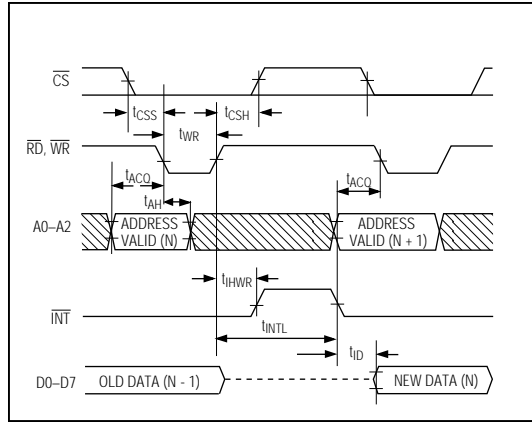 CS
tCSS
tCSH
tWR
RD, WR
tACQ
tACQ
tAH
A0–A2
ADDRESS
VALID (N)
ADDRESS
VALID (N + 1)
tIHWR
INT
tINTL
tID
D0–D7
OLD DATA (N - 1)
NEW DATA (N)